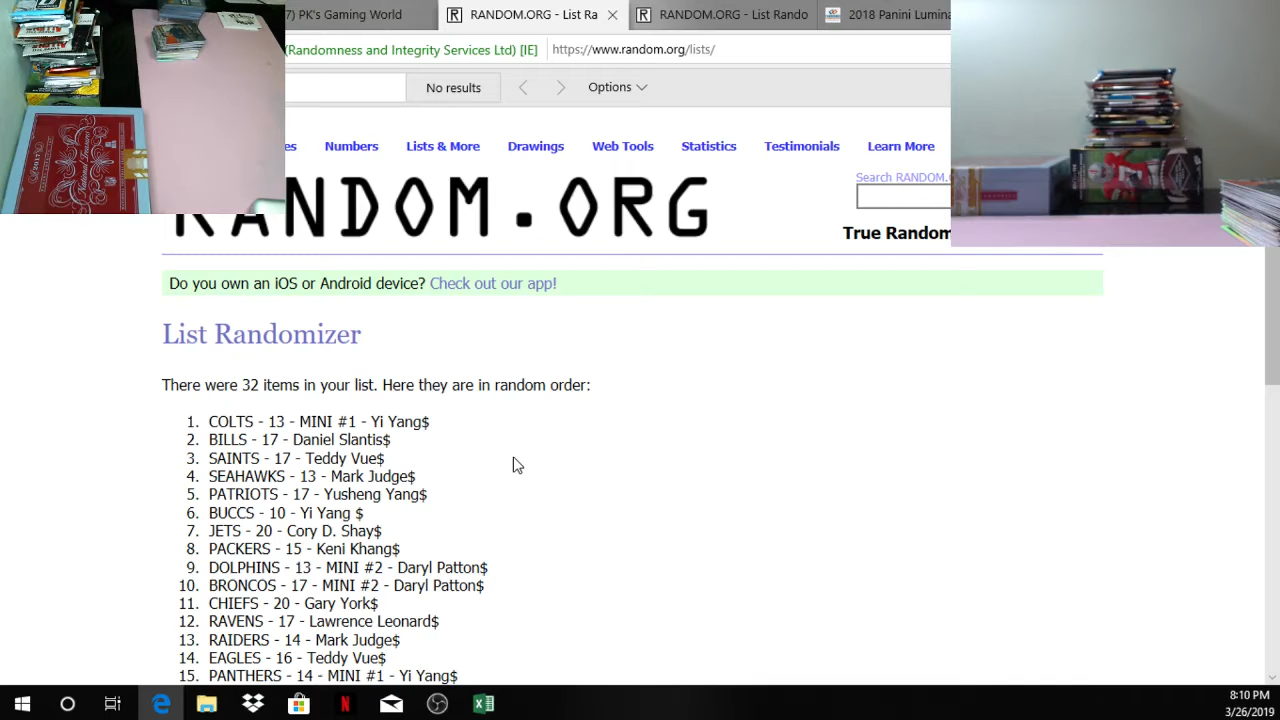 7) PK's Gaming World
RANDOM.ORG - List Ra
2018 Panini Lumina
(Randomness and Integrity Services Ltd) [IE]
https://www.random.org/lists/
No results
Options
Numbers
Lists & More
Drawings
Web Tools
Statistics
Testimonials
Learn More
Search RANDOM.
RANDOM.ORG
True Random
Do you own an iOS or Android device? Check out our app!
List Randomizer
There were 32 items in your list. Here they are in random order:
1. COLTS - 13 - MINI #1 - Yi Yang$
2. BILLS - 17 - Daniel Slantis$
3. SAINTS - 17 - Teddy Vue$
4. SEAHAWKS - 13 - Mark Judge$
5. PATRIOTS - 17 - Yusheng Yang$
6. BUCCS - 10 - Yi Yang $
7. JETS - 20 - Cory D. Shay$
8. PACKERS - 15 - Keni Khang$
9. DOLPHINS - 13 - MINI #2 - Daryl Patton$
10. BRONCOS - 17 - MINI #2 - Daryl Patton$
11. CHIEFS - 20 - Gary York$
12. RAVENS - 17 - Lawrence Leonard$
13. RAIDERS - 14 - Mark Judge$
14. EAGLES - 16 - Teddy Vue$
15. PANTHERS - 14 - MINI #1 - Yi Yang$
8:10 PM
3/26/2019